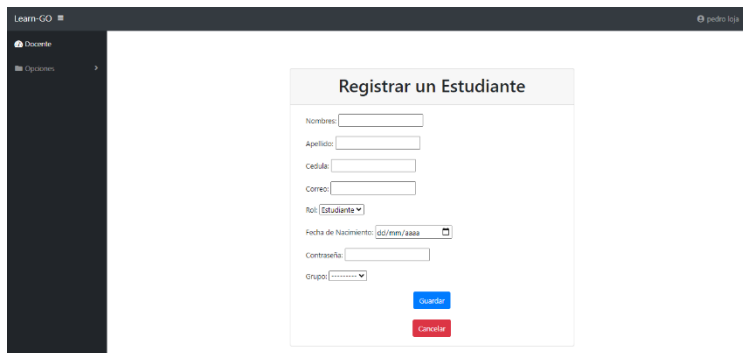 Learn-GO
pedro loja
Docente
Opciones
Registrar un Estudiante
Nombres:
Apellido:
Cedula:
Correo:
Rol: Estudiante
Fecha de Nacimiento: dd/mm/aaaa
Contraseña:
Grupo: ---------
Guardar
Cancelar